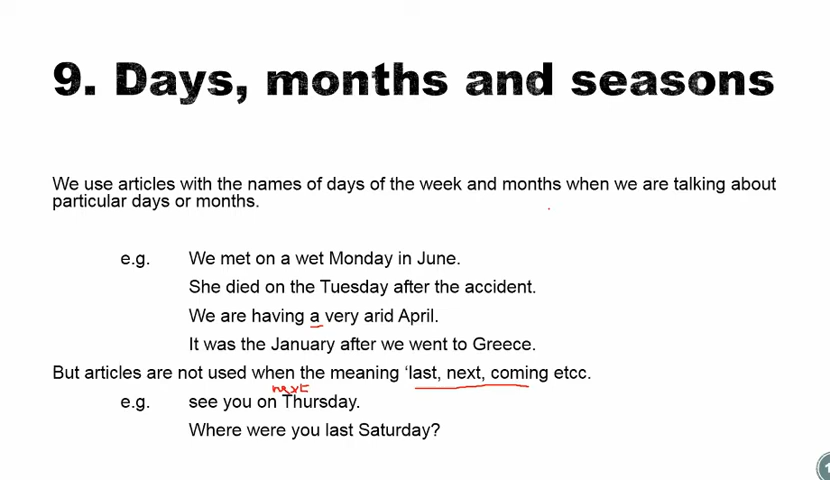 9. Days, months and seasons
We use articles with the names of days of the week and months when we are talking about
particular days or months.
e.g. We met on a wet Monday in June.
She died on the Tuesday after the accident.
We are having a very arid April.
It was the January after we went to Greece.
But articles are not used when the meaning ‘last, next, coming etcc.
next
e.g. see you on Thursday.
Where were you last Saturday?